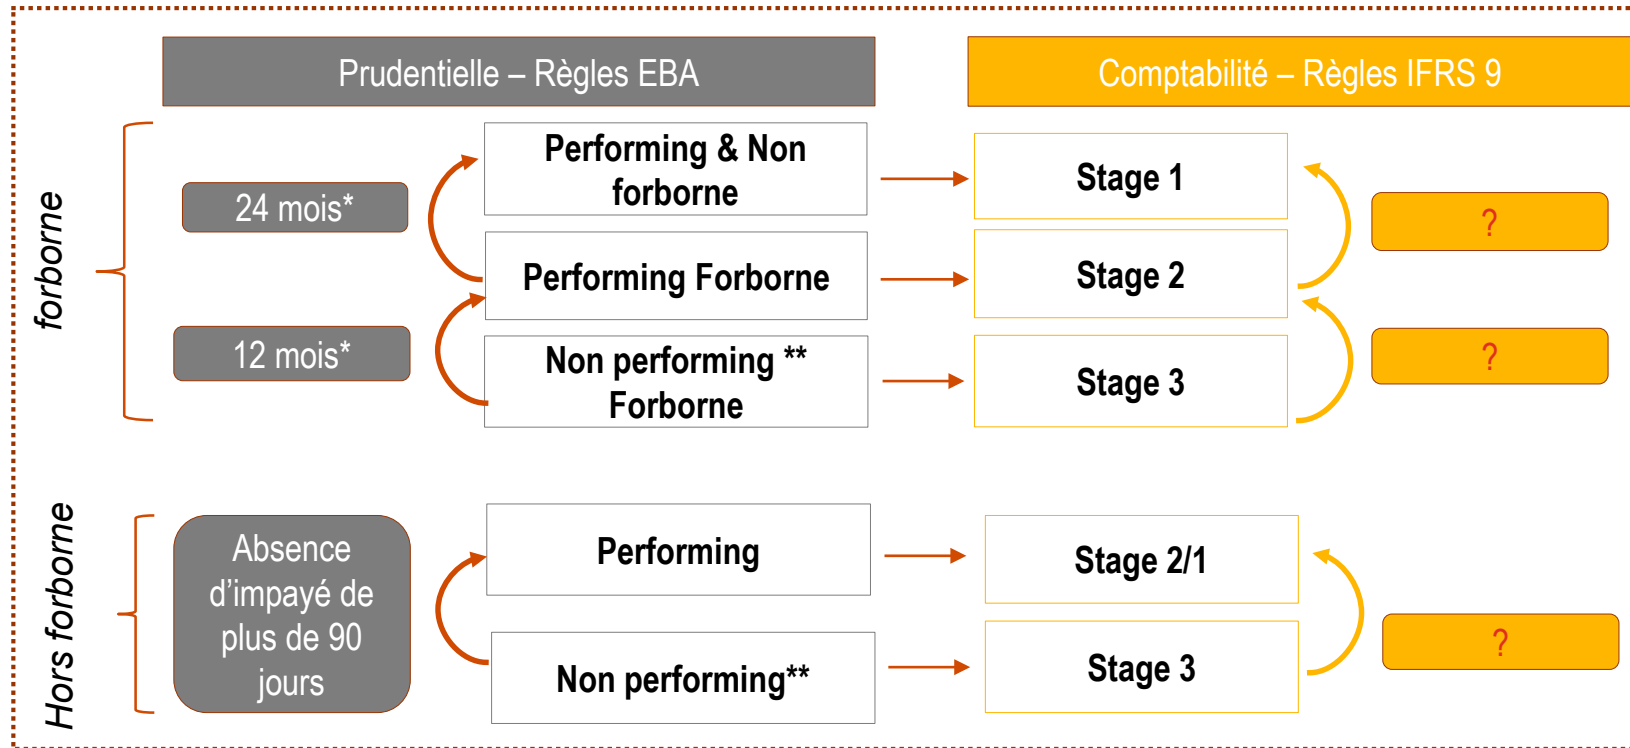 Prudentielle – Règles EBA
Comptabilité – Règles IFRS 9
forborne
24 mois*
12 mois*
Performing & Non
forborne
Performing Forborne
Non performing **
Forborne
Stage 1
Stage 2
Stage 3
?
?
Hors forborne
Absence
d'impayé de
plus de 90
jours
Performing
Non performing**
Stage 2/1
Stage 3
?